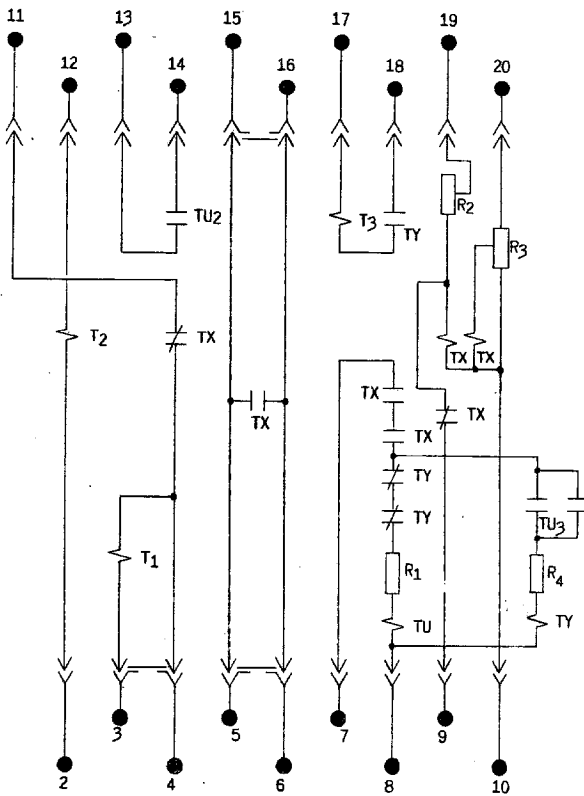 11 13 15 17 19
12 14 16 18 20
R2
TU2 T3 TY R3
T2 TX TX TX
TX TX
TX TX
TY
T1 TY TU3
R1 R4
TU TY
3 5 7 9
2 4 6 8 10